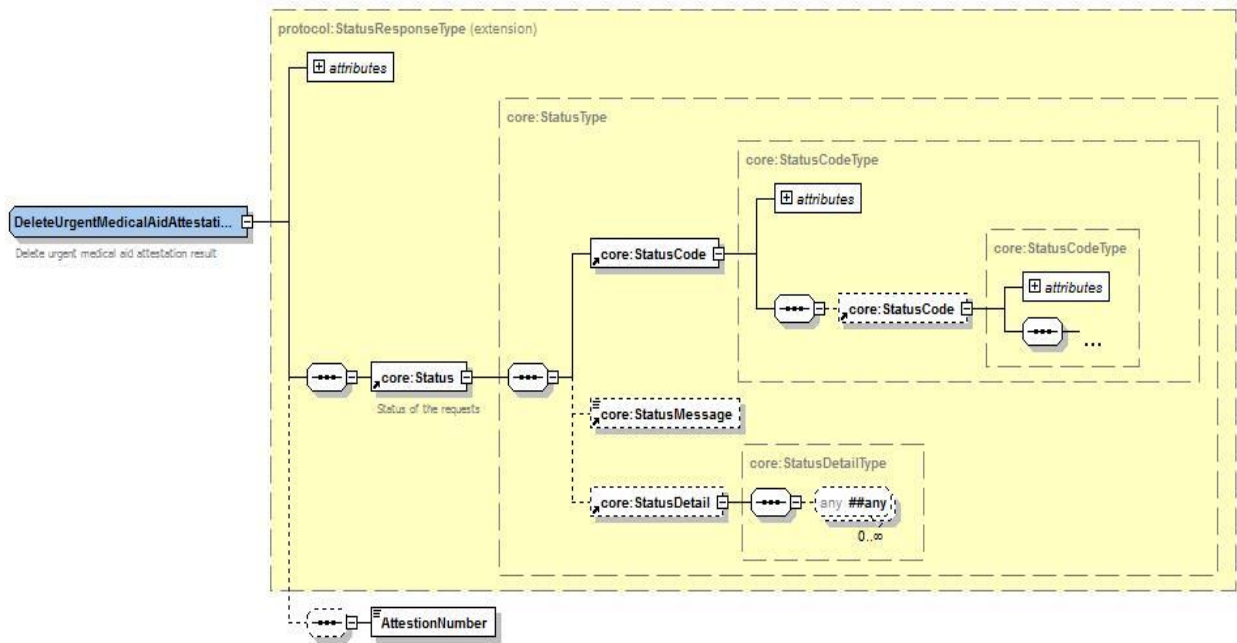 protocol:StatusResponseType (extension)
attributes
core:StatusType
core:StatusCodeType
attributes
DeleteUrgentMedicalAidAttestati...
Delete urgent medical aid attestation result
core:StatusCode
core:StatusCodeType
attributes
core:StatusCode
...
core:Status
Status of the requests
core:StatusMessage
core:StatusDetailType
core:StatusDetail
any ##any
0..∞
AttestionNumber